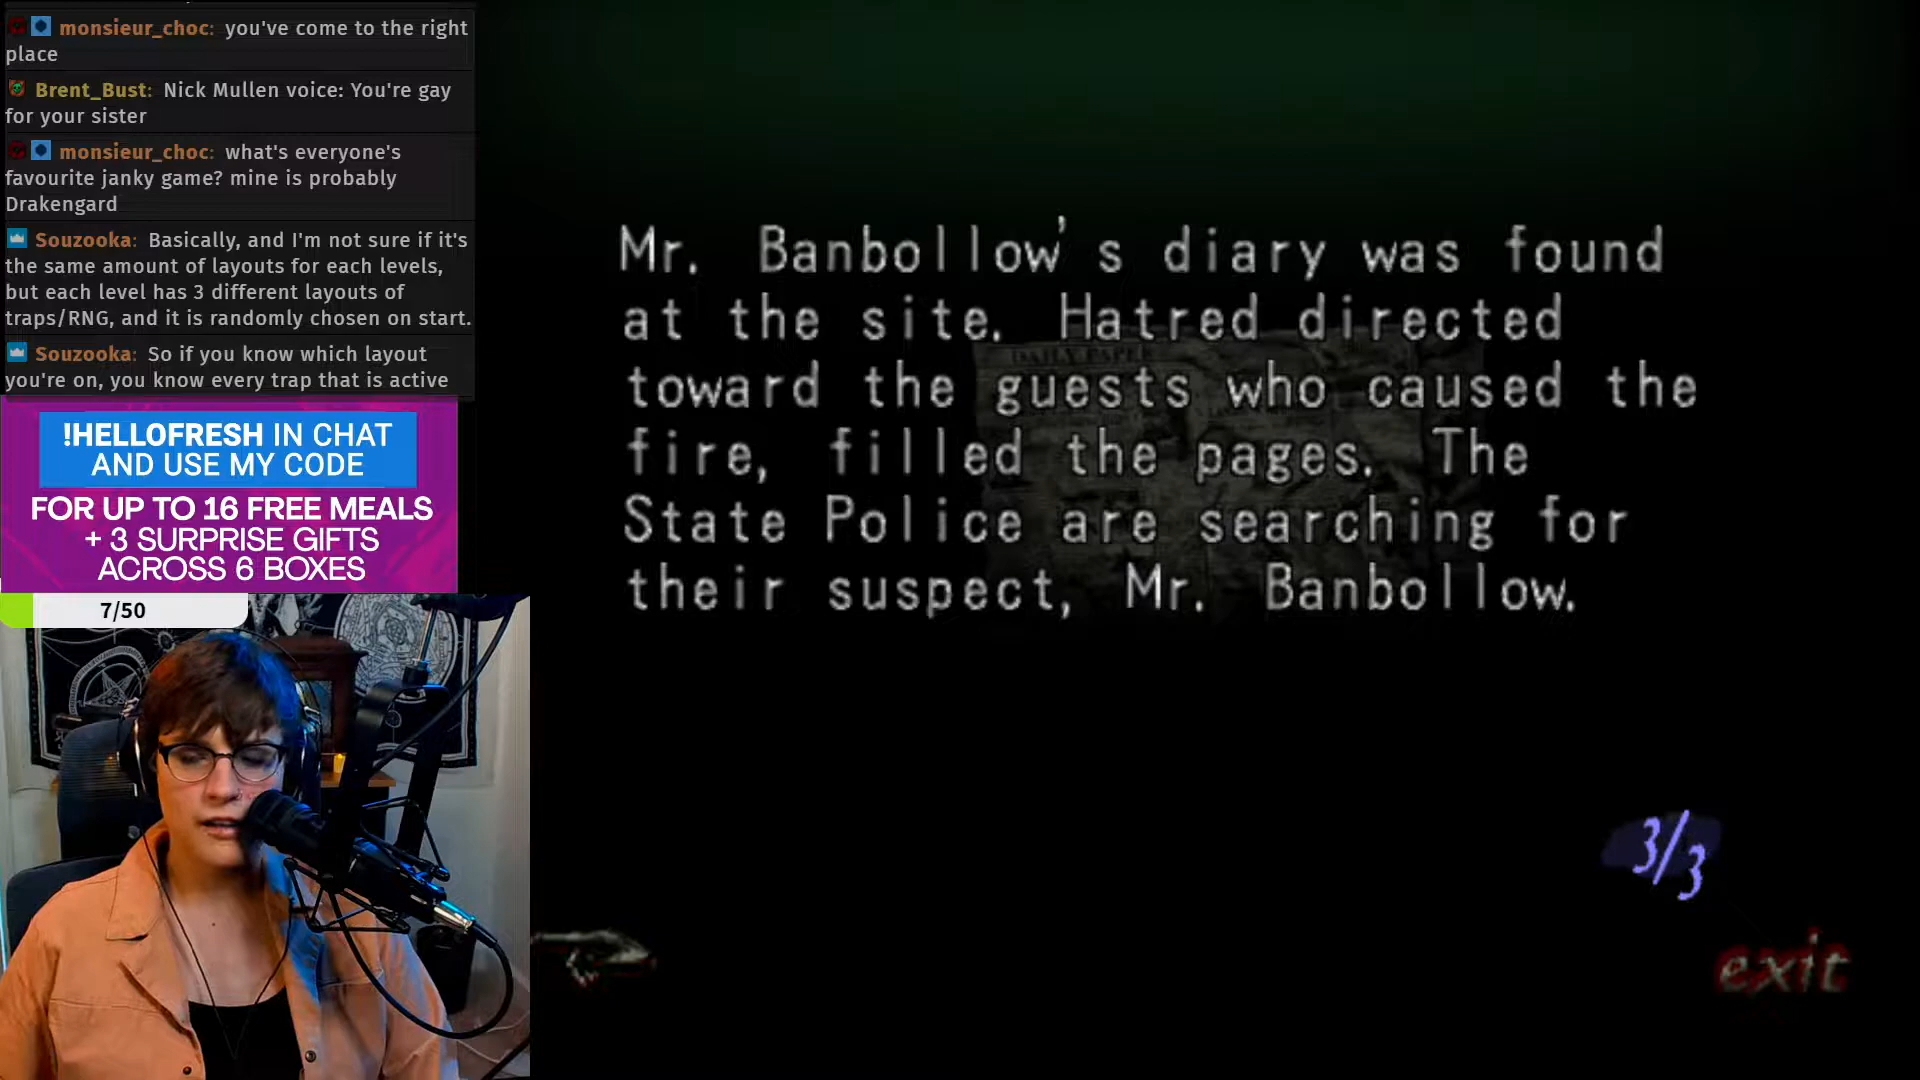 monsieur_choc: you've come to the right
place
Brent_Bust: Nick Mullen voice: You're gay
for your sister
monsieur_choc: what's everyone's
favourite janky game? mine is probably
Drakengard
Souzooka: Basically, and I'm not sure if it's
the same amount of layouts for each levels,
but each level has 3 different layouts of
traps/RNG, and it is randomly chosen on start.
Souzooka: So if you know which layout
you're on, you know every trap that is active
!HELLOFRESH IN CHAT
AND USE MY CODE
FOR UP TO 16 FREE MEALS
+ 3 SURPRISE GIFTS
ACROSS 6 BOXES
7/50
Mr. Banbollow's diary was found
at the site. Hatred directed
toward the guests who caused the
fire, filled the pages. The
State Police are searching for
their suspect, Mr. Banbollow.
DAILY PAPER
3/3
exit